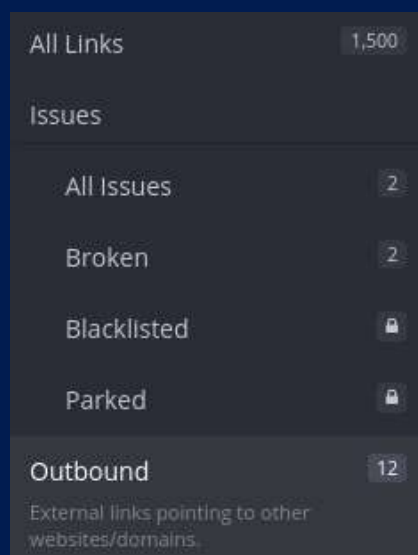 All Links 1,500
Issues
All Issues 2
Broken 2
Blacklisted
Parked
Outbound 12
External links pointing to other
websites/domains.